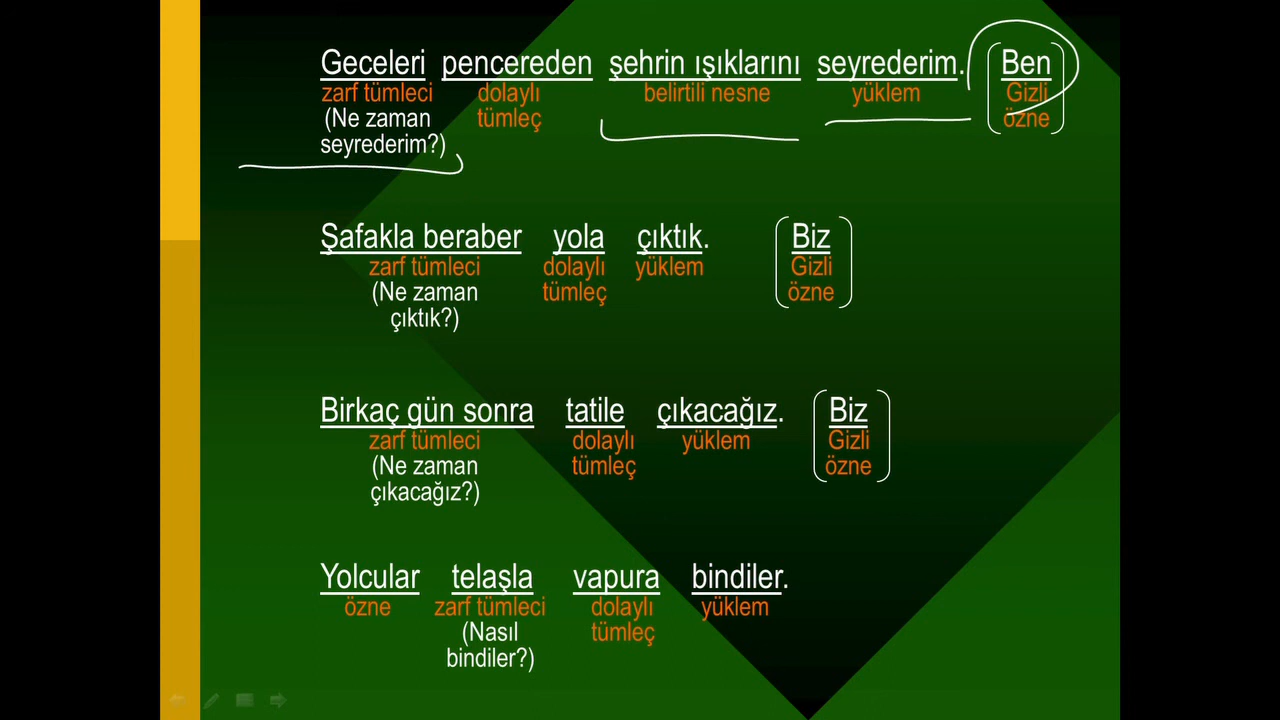 Geceleri pencereden şehrin ışıklarını seyrederim. Ben
zarf tümleci dolaylı belirtili nesne yüklem Gizli
(Ne zaman tümleç özne
seyrederim?)
Şafakla beraber yola çıktık. Biz
zarf tümleci dolaylı yüklem Gizli
(Ne zaman tümleç özne
çıktık?)
Birkaç gün sonra tatile çıkacağız. Biz
zarf tümleci dolaylı yüklem Gizli
(Ne zaman tümleç özne
çıkacağız?)
Yolcular telaşla vapura bindiler.
özne zarf tümleci dolaylı yüklem
(Nasıl tümleç
bindiler?)